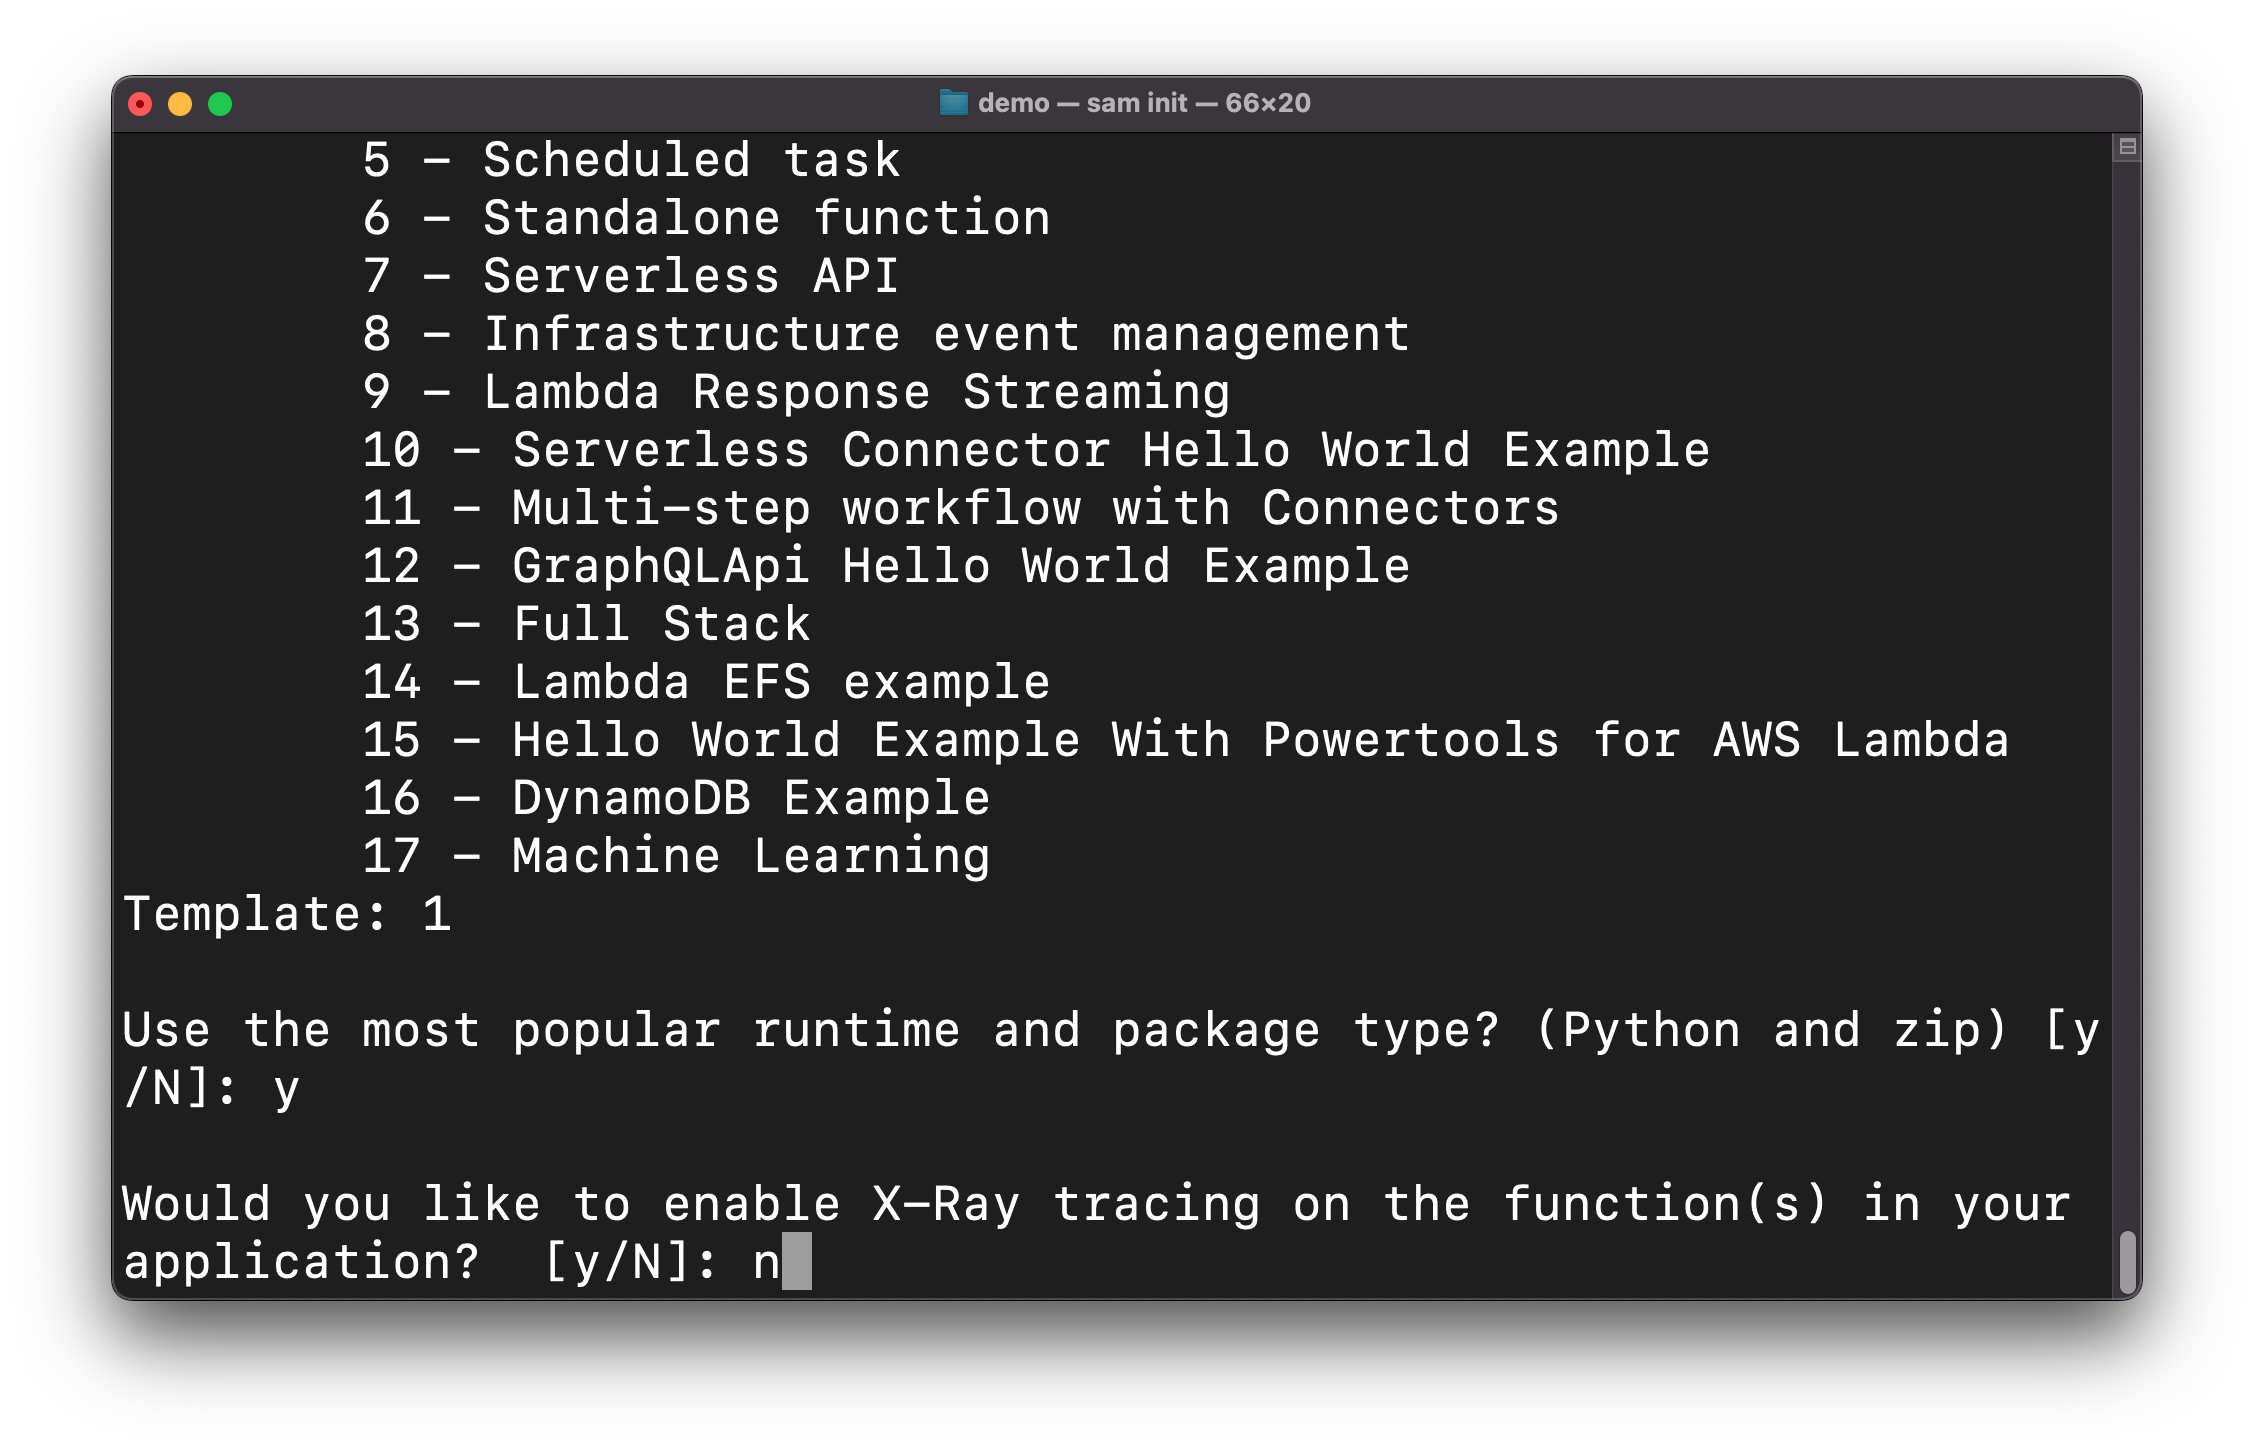 demo — sam init — 66×20
5 - Scheduled task
6 - Standalone function
7 - Serverless API
8 - Infrastructure event management
9 - Lambda Response Streaming
10 - Serverless Connector Hello World Example
11 - Multi-step workflow with Connectors
12 - GraphQLApi Hello World Example
13 - Full Stack
14 - Lambda EFS example
15 - Hello World Example With Powertools for AWS Lambda
16 - DynamoDB Example
17 - Machine Learning
Template: 1
Use the most popular runtime and package type? (Python and zip) [y
/N]: y
Would you like to enable X-Ray tracing on the function(s) in your
application?  [y/N]: n